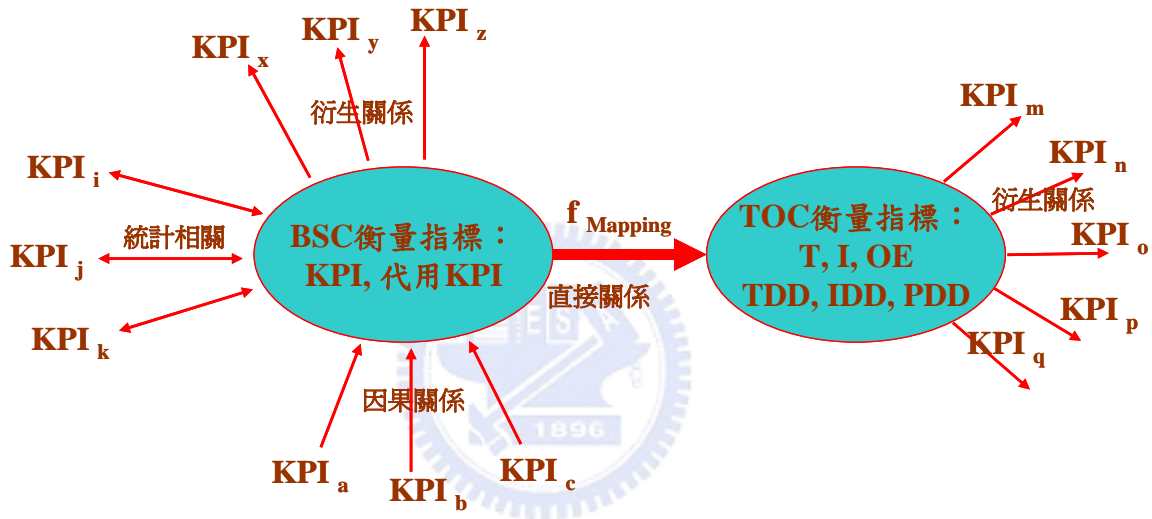 KPI x
KPI y
KPI z
衍生關係
KPI i
統計相關
KPI j
KPI k
BSC衡量指標：
KPI, 代用KPI
f Mapping
直接關係
因果關係
KPI a
KPI b
KPI c
TOC衡量指標：
T, I, OE
TDD, IDD, PDD
KPI m
KPI n
衍生關係
KPI o
KPI p
KPI q
E S
1896